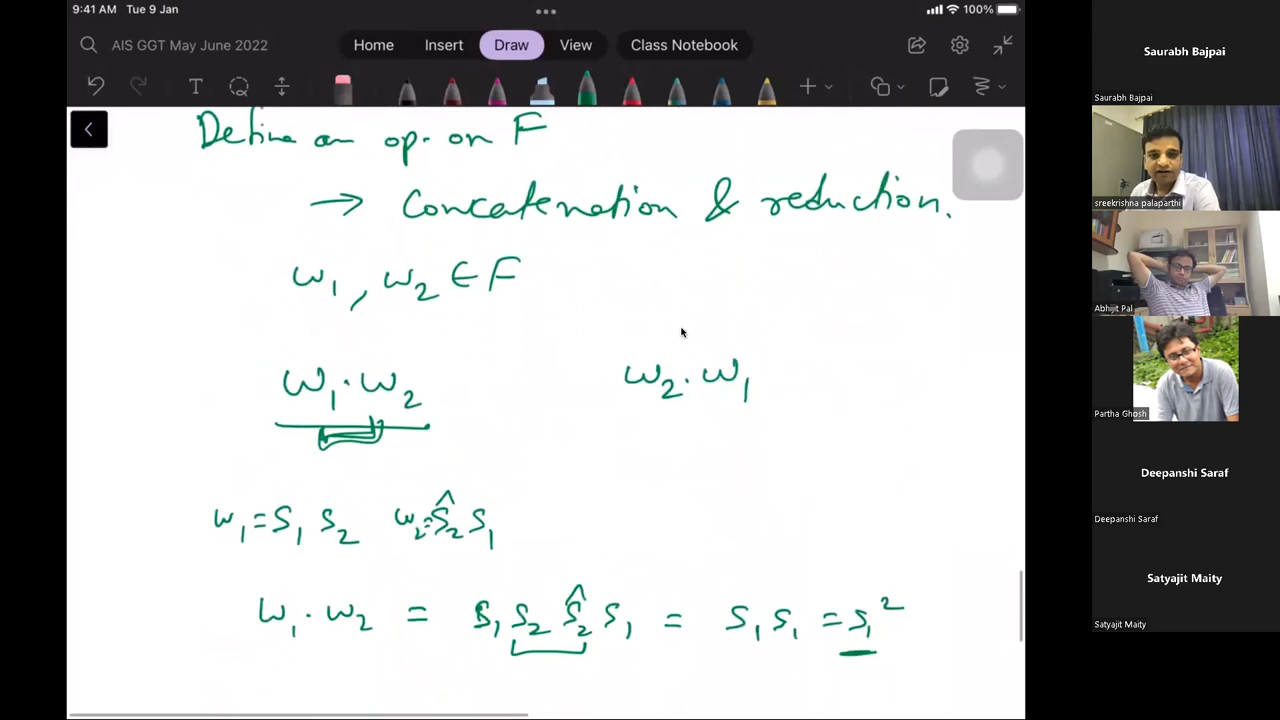 9:41 AM Tue 9 Jan
100%
AIS GGT May June 2022
Home Insert Draw View Class Notebook
T
Define an op. on F
→ Concatenation & reduction.
w₁, w₂ ∈ F
w₁·w₂ w₂·w₁
w₁=S₁ S₂ w₂=Ŝ₂ S₁
w₁·w₂ = S₁ S₂ Ŝ₂ S₁ = S₁ S₁ = S₁²
Saurabh Bajpai
Saurabh Bajpai
sreekrishna palaparthi
Abhijit Pal
Partha Ghosh
Deepanshi Saraf
Deepanshi Saraf
Satyajit Maity
Satyajit Maity